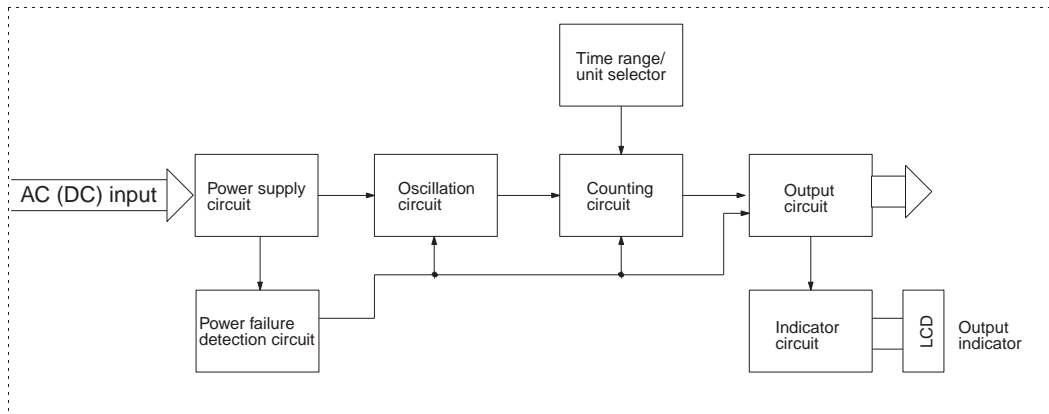 Time range/
unit selector
AC (DC) input
Power supply
circuit
Oscillation
circuit
Counting
circuit
Output
circuit
Power failure
detection circuit
Indicator
circuit
LCD
Output
indicator